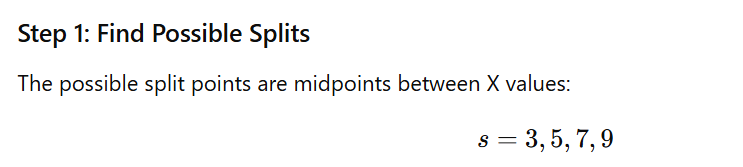 Step 1: Find Possible Splits
The possible split points are midpoints between X values:
s = 3, 5, 7, 9